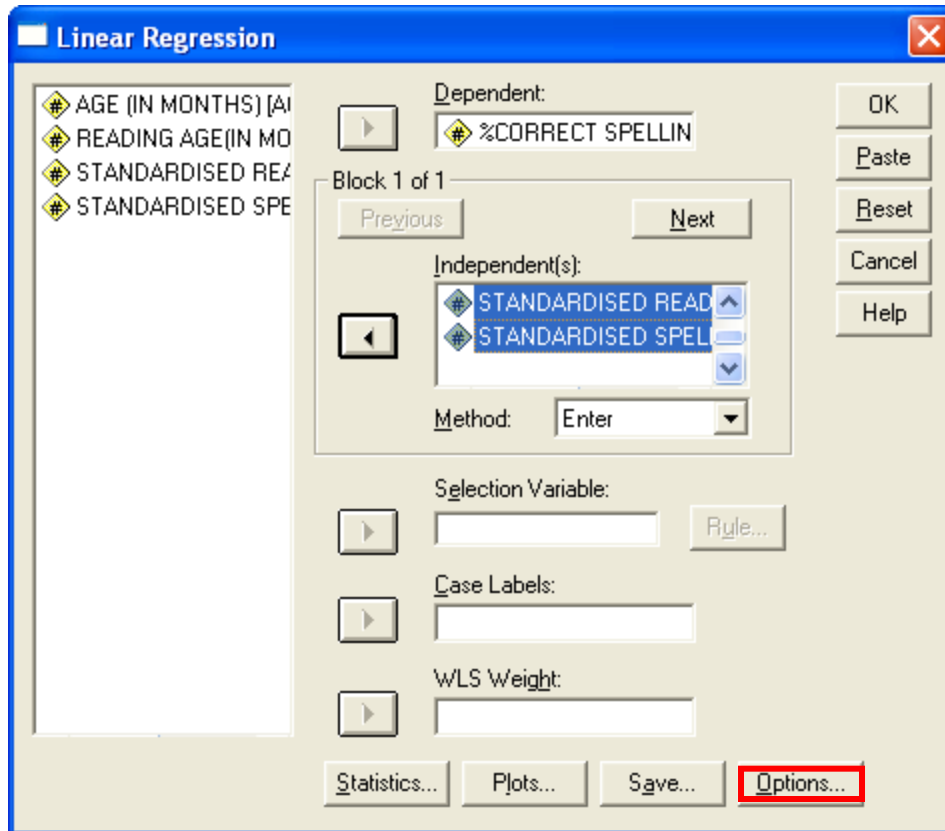 Linear Regression
AGE (IN MONTHS) [A
READING AGE(IN MO
STANDARDISED REA
STANDARDISED SPE
Dependent:
%CORRECT SPELLIN
Block 1 of 1
Previous
Next
Independent(s):
STANDARDISED READ
STANDARDISED SPEL
Method:
Enter
Selection Variable:
Rule...
Case Labels:
WLS Weight:
Statistics...
Plots...
Save...
Options...
OK
Paste
Reset
Cancel
Help